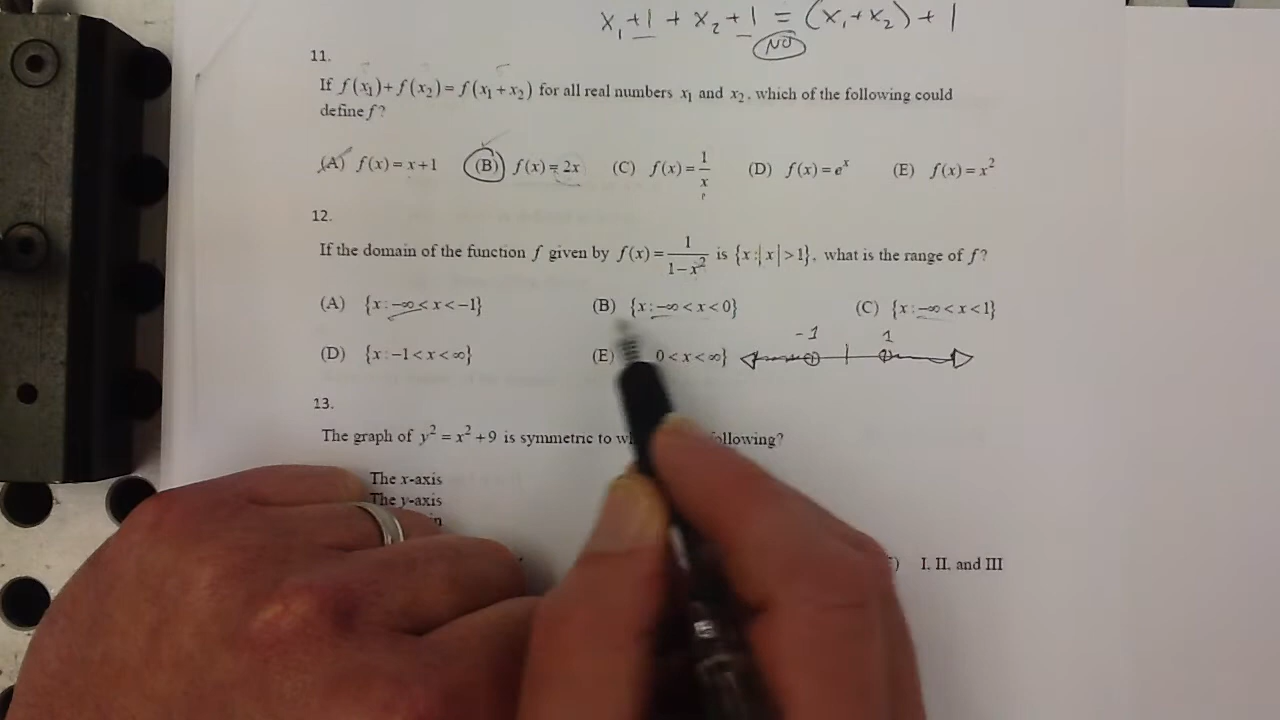 x₁+1 + x₂+1 = (x₁+x₂)+1
NO
11.
If f(x₁)+f(x₂)=f(x₁+x₂) for all real numbers x₁ and x₂, which of the following could
define f?
(A) f(x)=x+1 (B) f(x)=2x (C) f(x)=1/x (D) f(x)=eˣ (E) f(x)=x²
12.
If the domain of the function f given by f(x)=1/(1−x²) is {x:|x|>1}, what is the range of f?
(A) {x:−∞<x<−1} (B) {x:−∞<x<0} (C) {x:−∞<x<1}
-1 1
(D) {x:−1<x<∞} (E) 0<x<∞}
13.
The graph of y²=x²+9 is symmetric to following?
The x-axis
The y-axis
I, II, and III